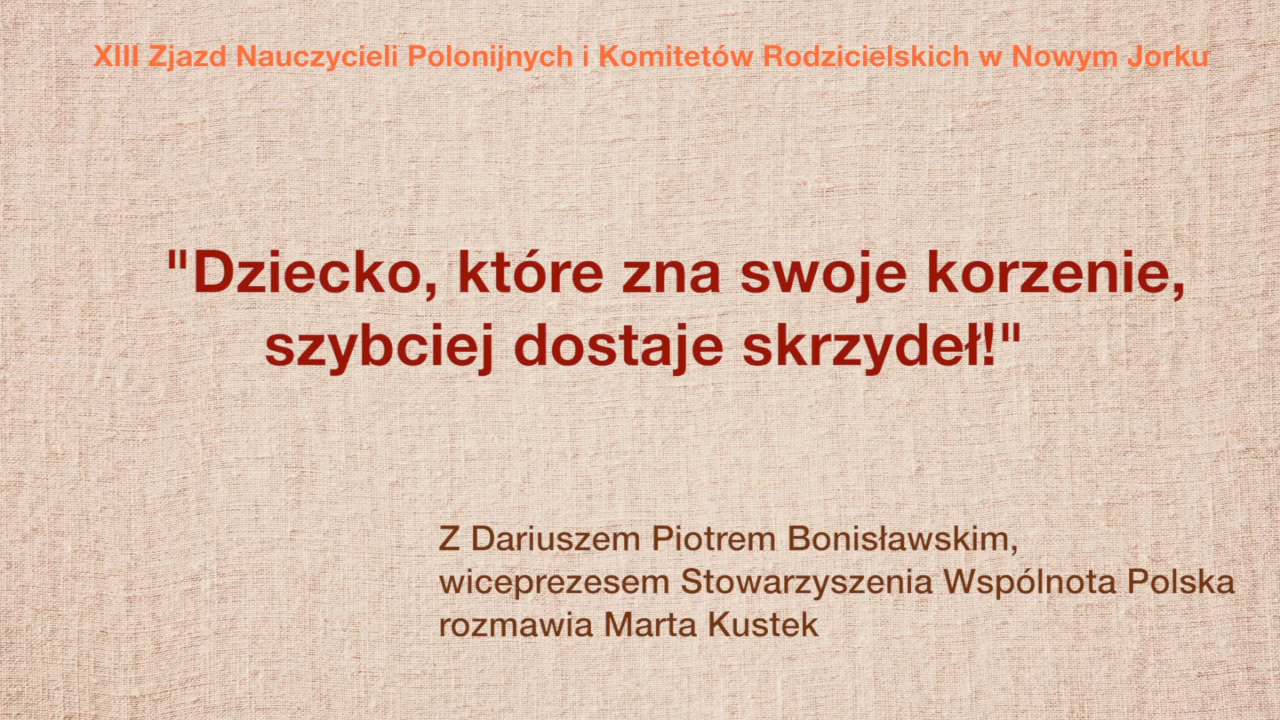 XIII Zjazd Nauczycieli Polonijnych i Komitetów Rodzicielskich w Nowym Jorku
"Dziecko, które zna swoje korzenie,
szybciej dostaje skrzydeł!"
Z Dariuszem Piotrem Bonisławskim,
wiceprezesem Stowarzyszenia Wspólnota Polska
rozmawia Marta Kustek